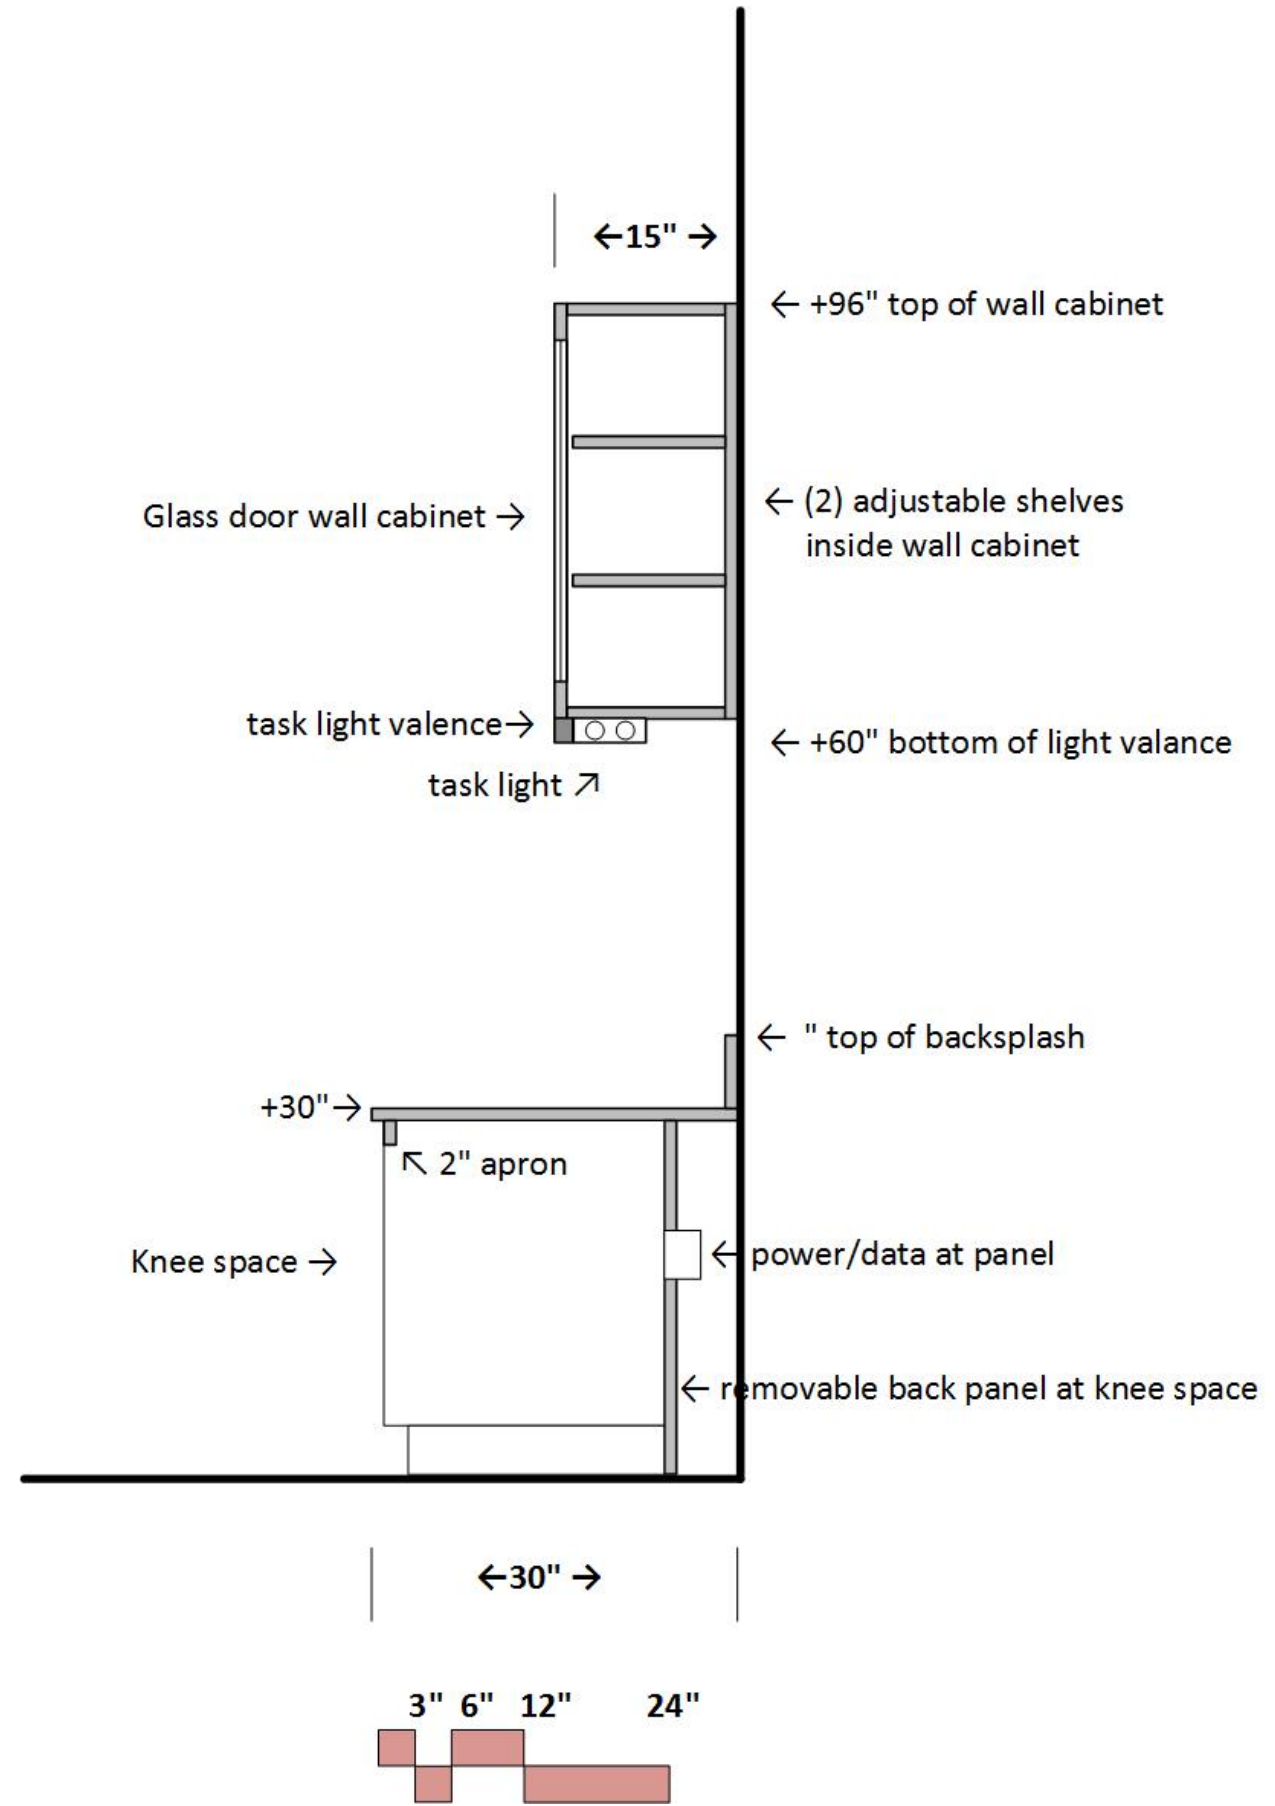 ←15" →
← +96" top of wall cabinet
Glass door wall cabinet →
← (2) adjustable shelves
inside wall cabinet
task light valence→
← +60" bottom of light valance
task light ↗
← " top of backsplash
+30"→
↖ 2" apron
Knee space →
← power/data at panel
← removable back panel at knee space
←30" →
3" 6" 12" 24"